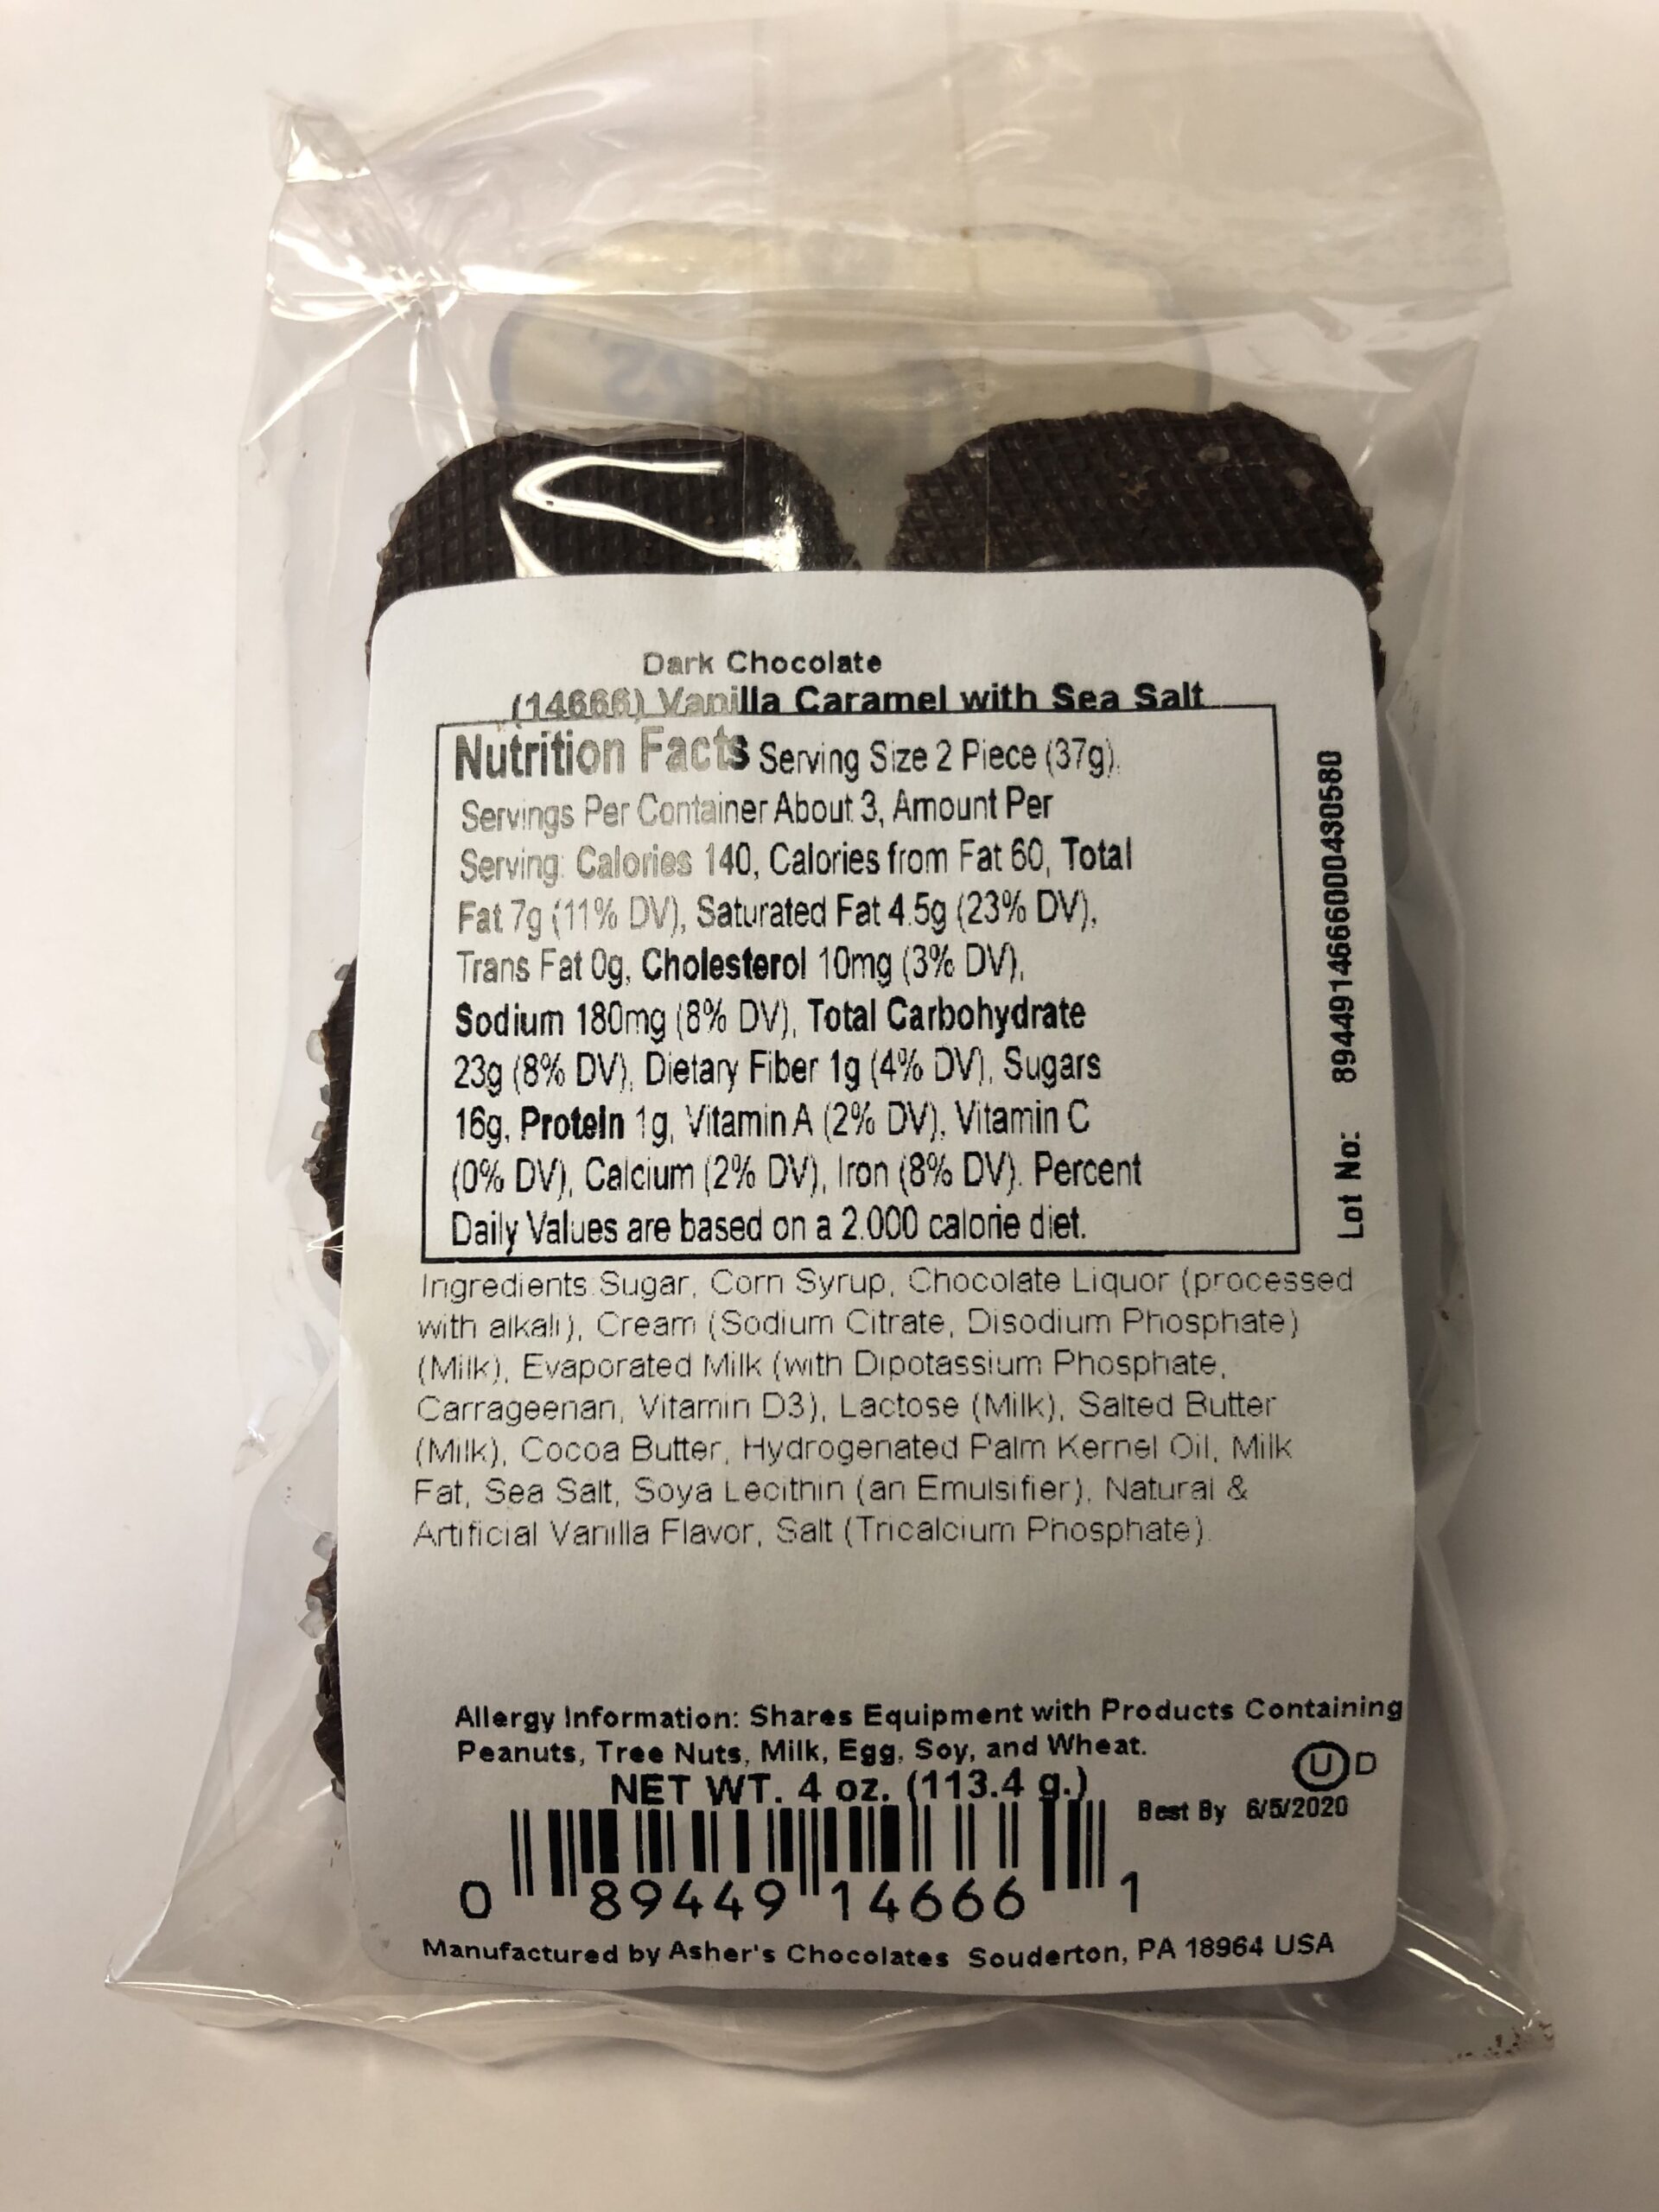 Dark Chocolate
(14666) Vanilla Caramel with Sea Salt
Nutrition Facts Serving Size 2 Piece (37g),
Servings Per Container About 3, Amount Per
Serving: Calories 140, Calories from Fat 60, Total
Fat 7g (11% DV), Saturated Fat 4.5g (23% DV),
Trans Fat 0g, Cholesterol 10mg (3% DV),
Sodium 180mg (8% DV), Total Carbohydrate
23g (8% DV), Dietary Fiber 1g (4% DV), Sugars
16g, Protein 1g, Vitamin A (2% DV), Vitamin C
(0% DV), Calcium (2% DV), Iron (8% DV). Percent
Daily Values are based on a 2,000 calorie diet.
Lot No: 894491466600043058​0
Ingredients:Sugar, Corn Syrup, Chocolate Liquor (processed
with alkali), Cream (Sodium Citrate, Disodium Phosphate)
(Milk), Evaporated Milk (with Dipotassium Phosphate,
Carrageenan, Vitamin D3), Lactose (Milk), Salted Butter
(Milk), Cocoa Butter, Hydrogenated Palm Kernel Oil, Milk
Fat, Sea Salt, Soya Lecithin (an Emulsifier), Natural &
Artificial Vanilla Flavor, Salt (Tricalcium Phosphate).
Allergy Information: Shares Equipment with Products Containing
Peanuts, Tree Nuts, Milk, Egg, Soy, and Wheat.
U D
NET WT. 4 oz. (113.4 g.)
Best By 6/5/2020
0 89449 14666 1
Manufactured by Asher's Chocolates Souderton, PA 18964 USA